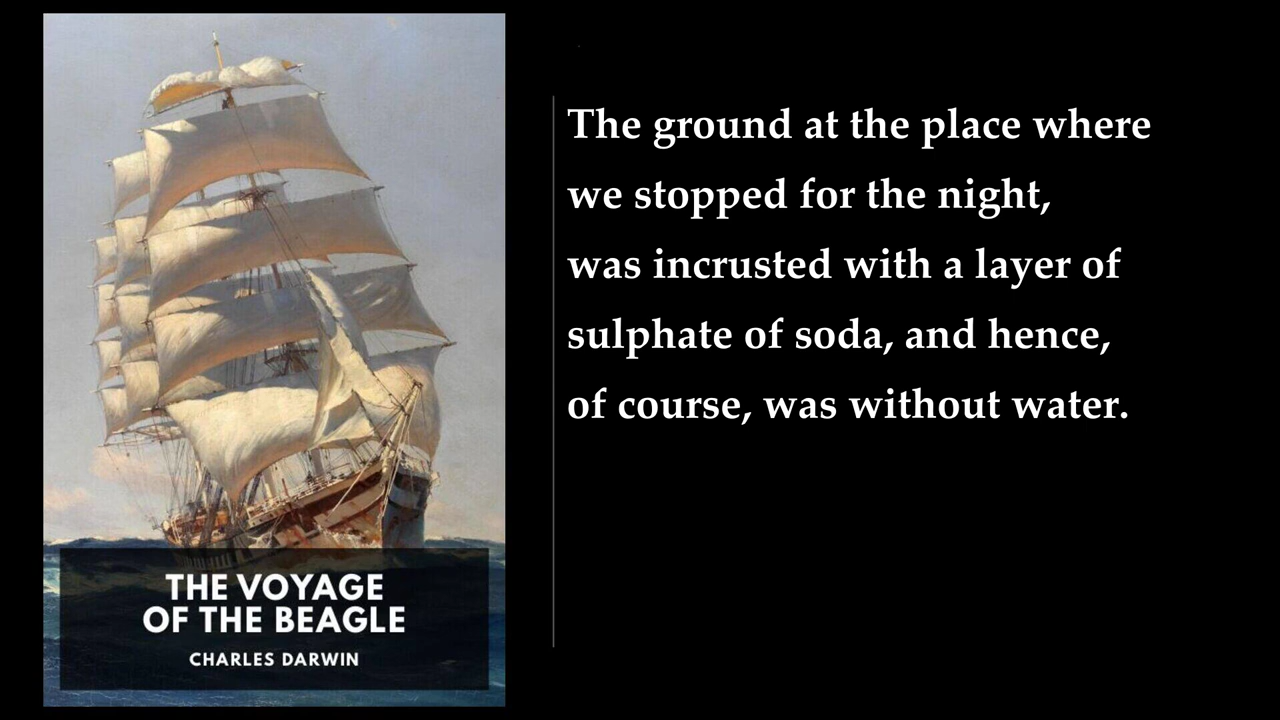 THE VOYAGE
OF THE BEAGLE
CHARLES DARWIN
The ground at the place where
we stopped for the night,
was incrusted with a layer of
sulphate of soda, and hence,
of course, was without water.